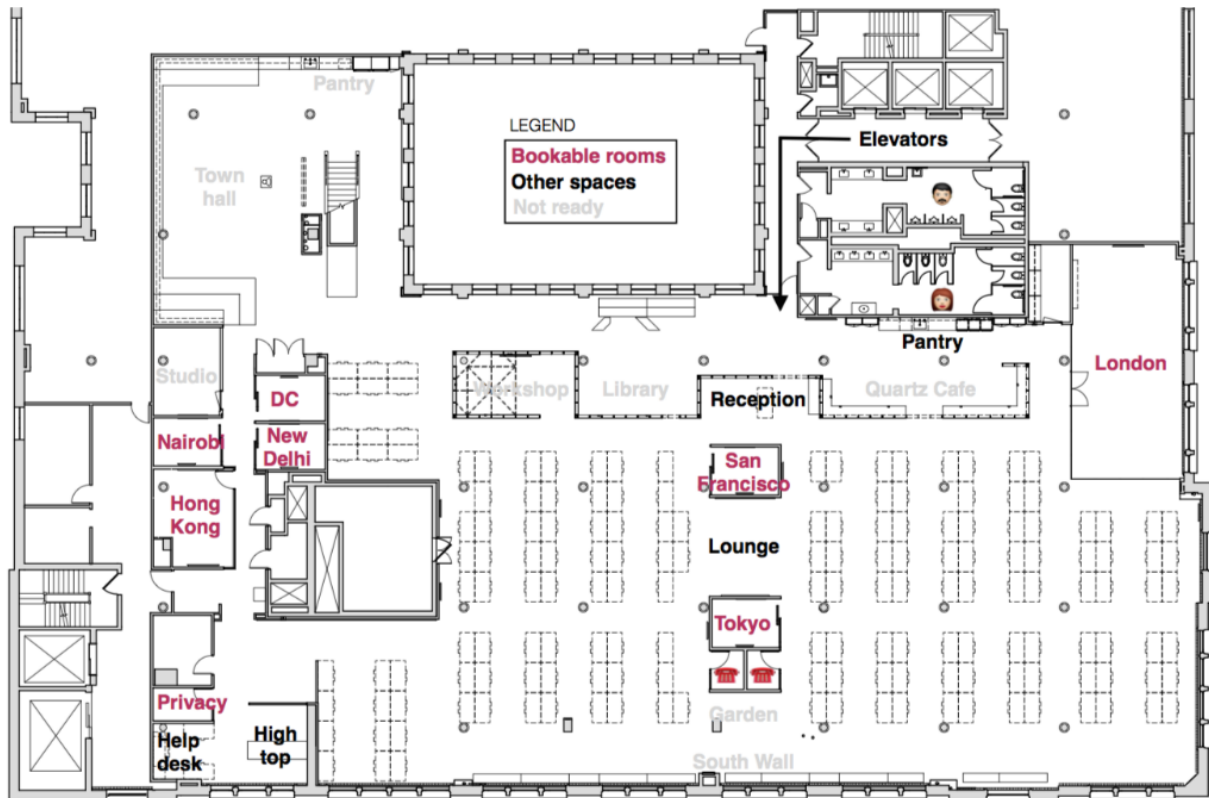 Pantry
LEGEND
Bookable rooms
Other spaces
Not ready
Elevators
Town
hall
Pantry
Studio
DC
Workshop
Library
Reception
Quartz Cafe
London
Nairobi
New
Delhi
San
Francisco
Hong
Kong
Lounge
Tokyo
Privacy
Garden
Help
desk
High
top
South Wall